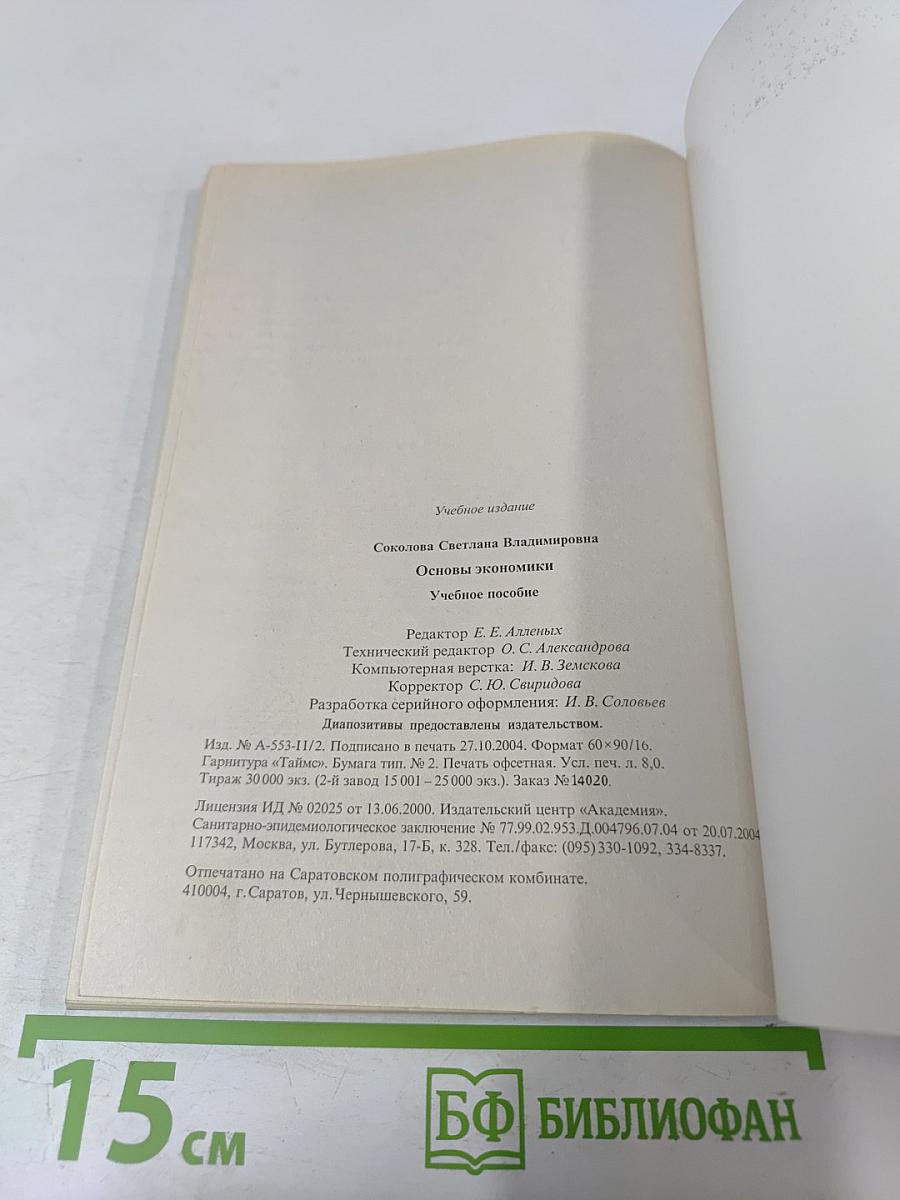 Учебное издание
Соколова Светлана Владимировна
Основы экономики
Учебное пособие
Редактор Е. Е. Алленых
Технический редактор О. С. Александрова
Компьютерная верстка: И. В. Земскова
Корректор С. Ю. Свиридова
Разработка серийного оформления: И. В. Соловьев
Диапозитивы предоставлены издательством.
Изд. № А-553-II/2. Подписано в печать 27.10.2004. Формат 60×90/16.
Гарнитура «Таймс». Бумага тип. № 2. Печать офсетная. Усл. печ. л. 8,0.
Тираж 30 000 экз. (2-й завод 15 001 – 25 000 экз.). Заказ № 14020.
Лицензия ИД № 02025 от 13.06.2000. Издательский центр «Академия».
Санитарно-эпидемиологическое заключение № 77.99.02.953.Д.004796.07.04 от 20.07.2004
117342, Москва, ул. Бутлерова, 17-Б, к. 328. Тел./факс: (095)330-1092, 334-8337.
Отпечатано на Саратовском полиграфическом комбинате.
410004, г. Саратов, ул. Чернышевского, 59.
15 см
БФ БИБЛИОФАН